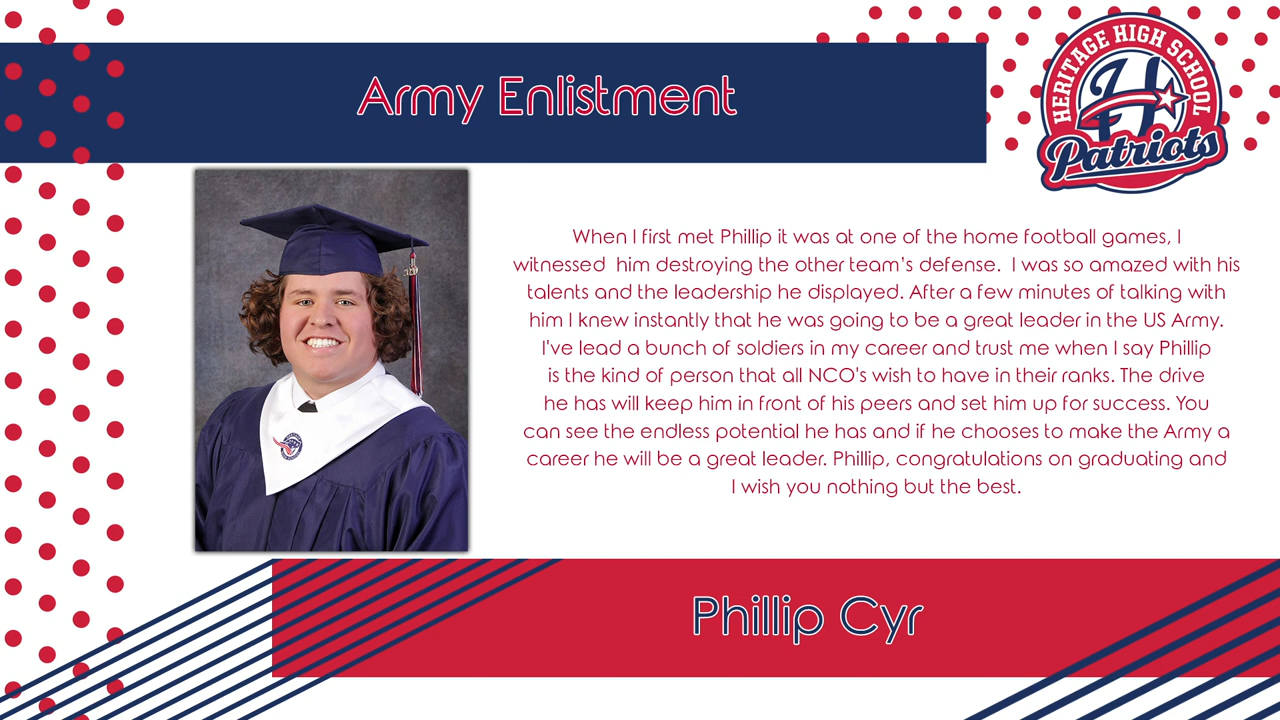 Army Enlistment
HERITAGE HIGH SCHOOL
H
Patriots
When I first met Phillip it was at one of the home football games, I
witnessed  him destroying the other team's defense.  I was so amazed with his
talents and the leadership he displayed. After a few minutes of talking with
him I knew instantly that he was going to be a great leader in the US Army.
I've lead a bunch of soldiers in my career and trust me when I say Phillip
is the kind of person that all NCO's wish to have in their ranks. The drive
he has will keep him in front of his peers and set him up for success. You
can see the endless potential he has and if he chooses to make the Army a
career he will be a great leader. Phillip, congratulations on graduating and
I wish you nothing but the best.
Phillip Cyr